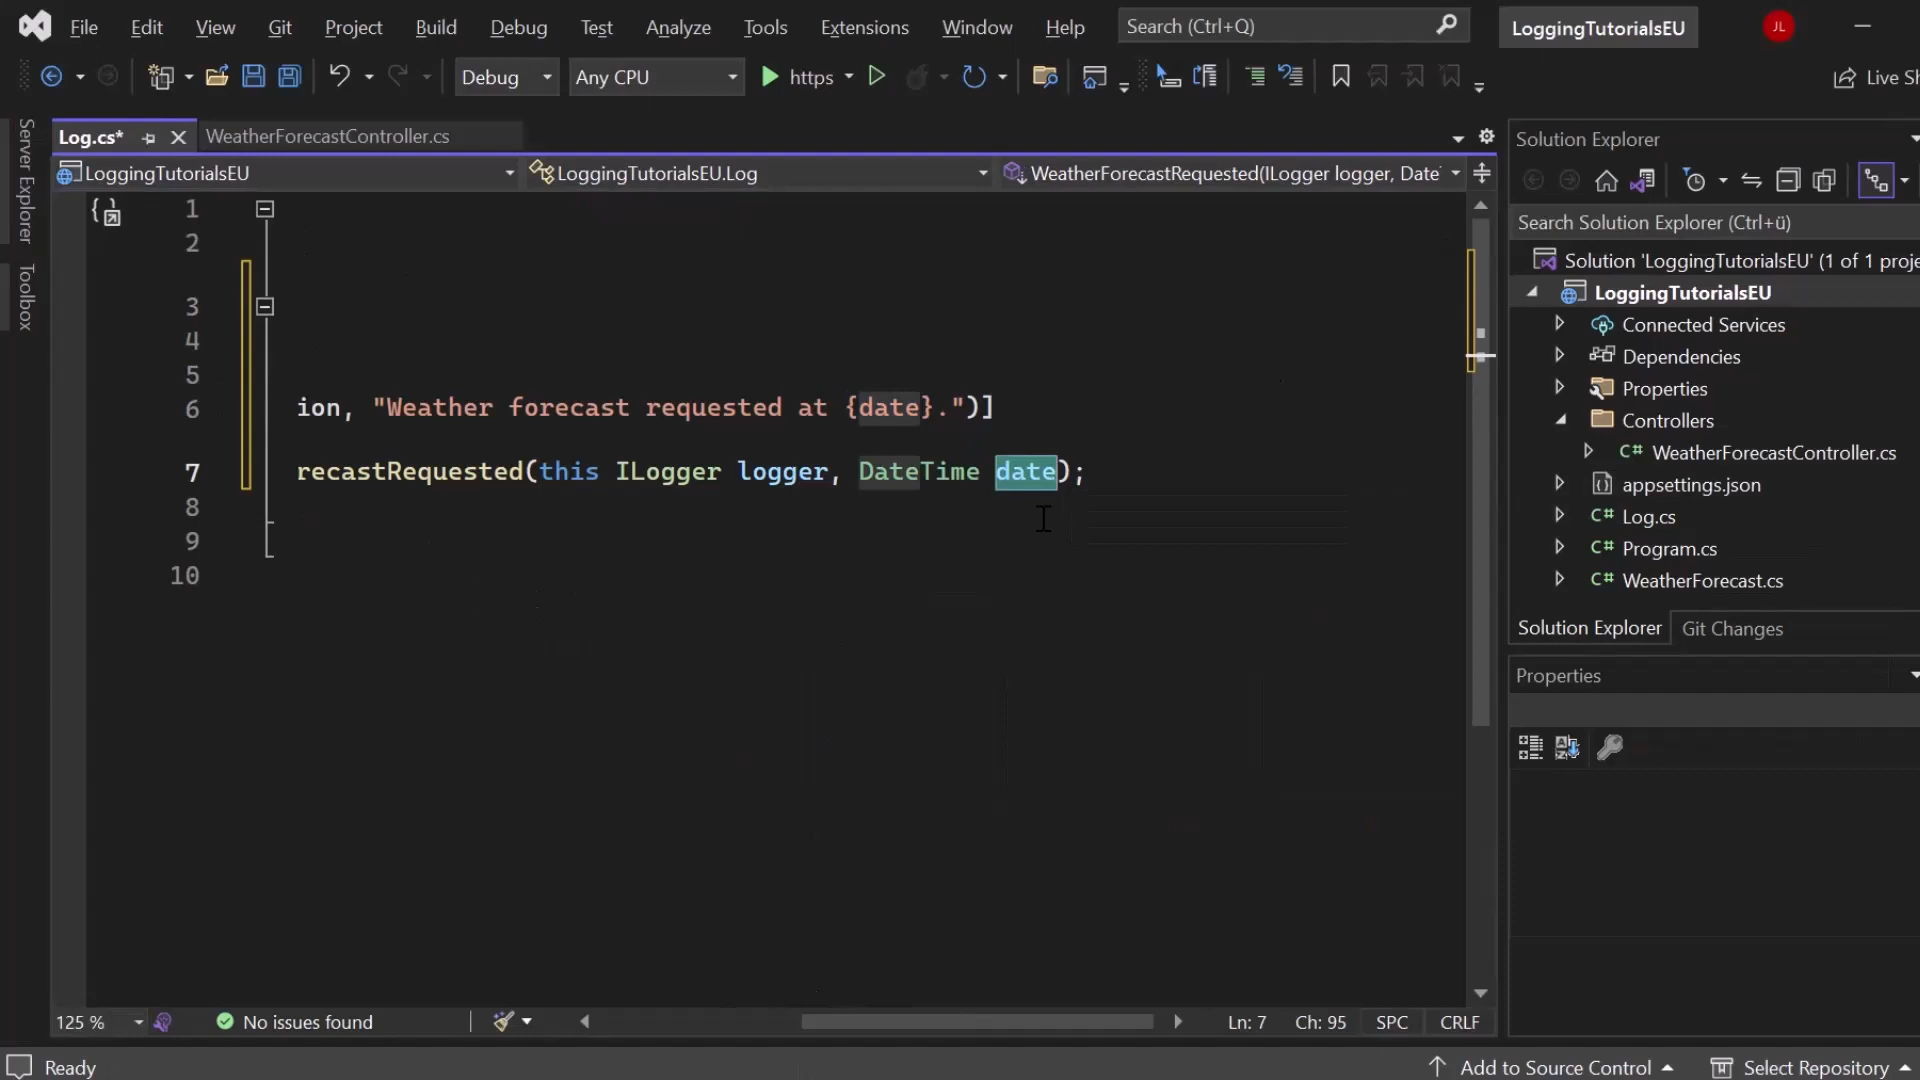 File Edit View Git Project Build Debug Test Analyze Tools Extensions Window Help Search (Ctrl+Q) LoggingTutorialsEU JL
Debug Any CPU https Live Sh
Server Explorer
Toolbox
Log.cs* WeatherForecastController.cs
LoggingTutorialsEU LoggingTutorialsEU.Log WeatherForecastRequested(ILogger logger, Date
1
2
3
4
5
6 ion, "Weather forecast requested at {date}.")]
7 recastRequested(this ILogger logger, DateTime date);
8
9
10
125 % No issues found Ln: 7 Ch: 95 SPC CRLF
Solution Explorer
Search Solution Explorer (Ctrl+ü)
Solution 'LoggingTutorialsEU' (1 of 1 proje
LoggingTutorialsEU
Connected Services
Dependencies
Properties
Controllers
C# WeatherForecastController.cs
appsettings.json
C# Log.cs
C# Program.cs
C# WeatherForecast.cs
Solution Explorer Git Changes
Properties
Ready Add to Source Control Select Repository